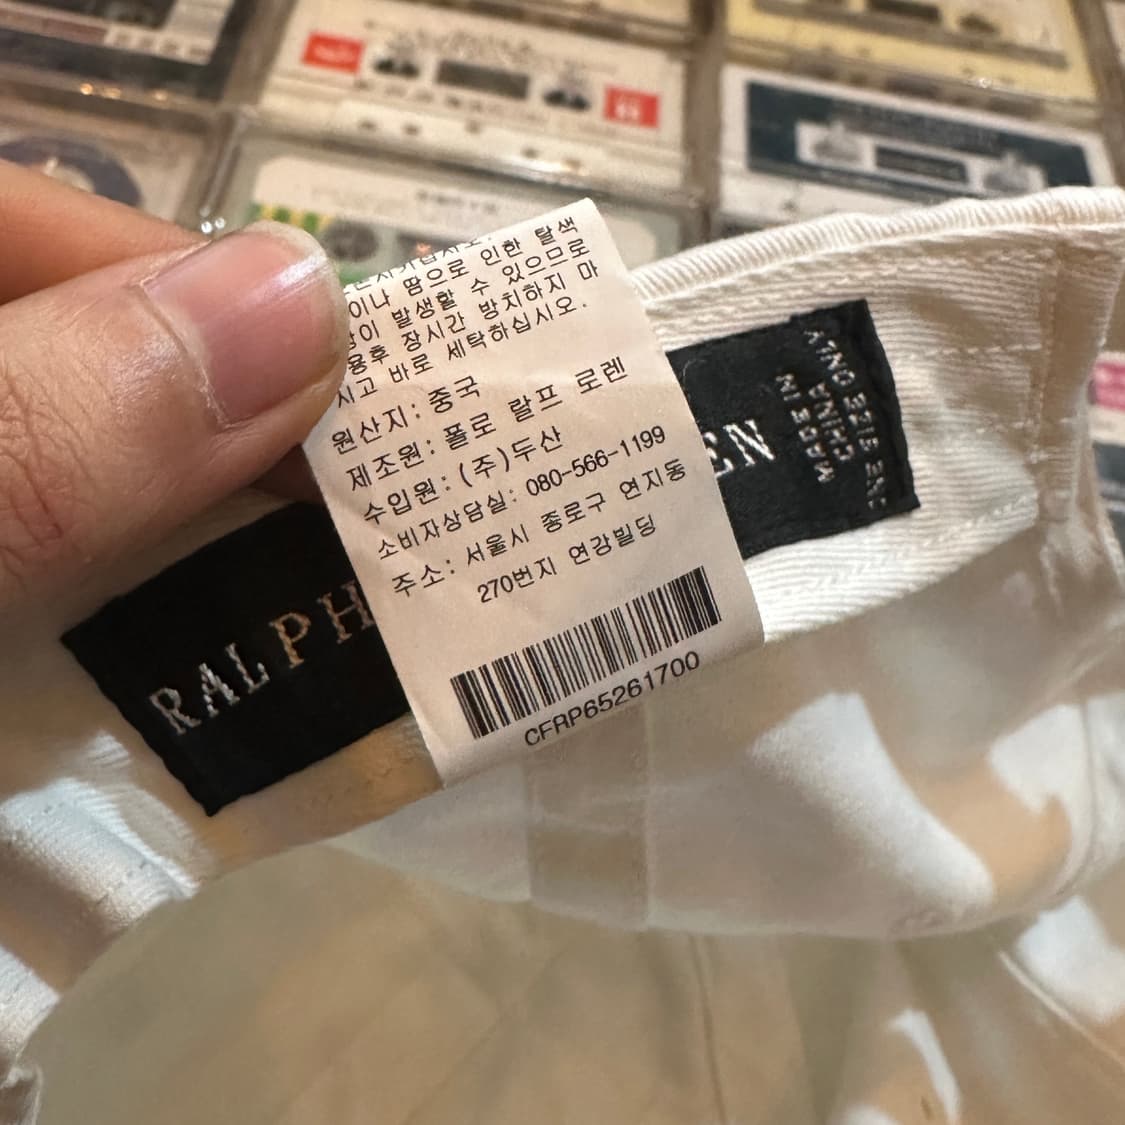 땀으로 인한 탈색
발생할 수 있으므로
용후 장시간 방치하지 마
시고 바로 세탁하십시오.
원산지: 중국
제조원: 폴로 랄프 로렌
수입원: (주)두산
소비자상담실: 080-566-1199
주소: 서울시 종로구 연지동
270번지 연강빌딩
CFRP65261700
RALPH
EN
MADE IN
CHINA
ONE SIZE ONLY